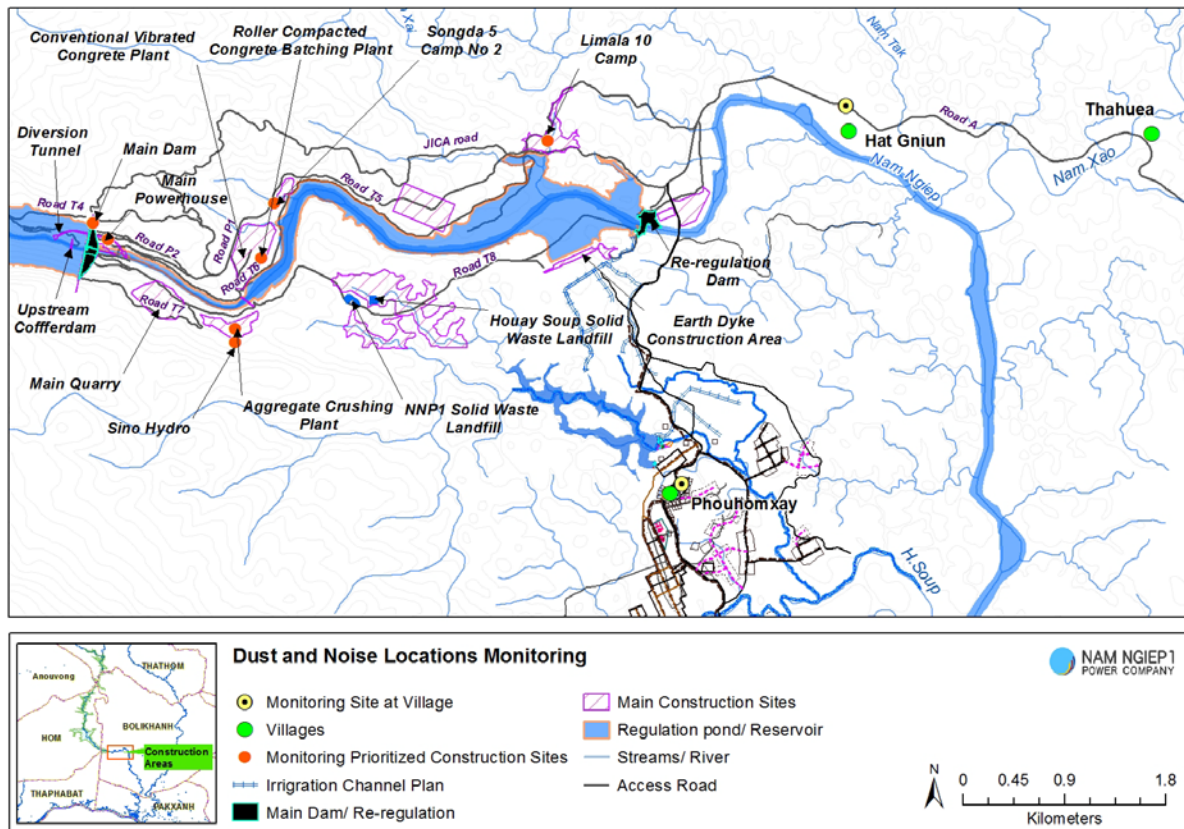 Nam Xai
Conventional Vibrated
Concrete Plant
Roller Compacted
Congrete Batching Plant
Songda 5
Camp No 2
Limala 10
Camp
Nam Tak
Road A
Thahuea
Hat Gniun
Nam Ngiep
Nam Xao
Diversion
Tunnel
Main Dam
JICA road
Main
Powerhouse
Road T4
Road P1
Road T5
Road P2
Road T6
Road T8
Road T7
Re-regulation
Dam
Upstream
Coffferdam
Houay Soup Solid
Waste Landfill
Earth Dyke
Construction Area
Main Quarry
Sino Hydro
Aggregate Crushing
Plant
NNP1 Solid Waste
Landfill
Phouhomxay
H.Soup
Dust and Noise Locations Monitoring
NAM NGIEP1
POWER COMPANY
Anouvong
THATHOM
BOLIKHANH
HOM
Construction
Areas
THAPHABAT
PAKXANH
Monitoring Site at Village
Villages
Monitoring Prioritized Construction Sites
Irrigration Channel Plan
Main Dam/ Re-regulation
Main Construction Sites
Regulation pond/ Reservoir
Streams/ River
Access Road
N
0 0.45 0.9 1.8
Kilometers